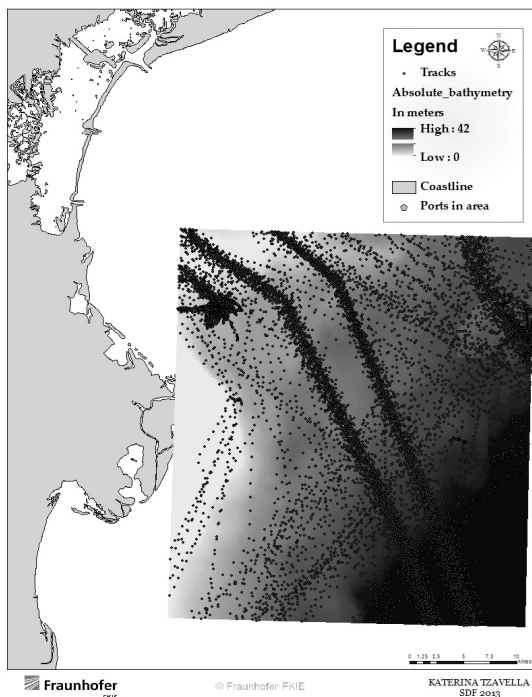 Legend
N
W E
S
Tracks
Absolute_bathymetry
In meters
High : 42
Low : 0
Coastline
Ports in area
0 1,25 2,5 5 7,5 10
Miles
Fraunhofer
FKIE
© Fraunhofer FKIE
KATERINA TZAVELLA
SDF 2013